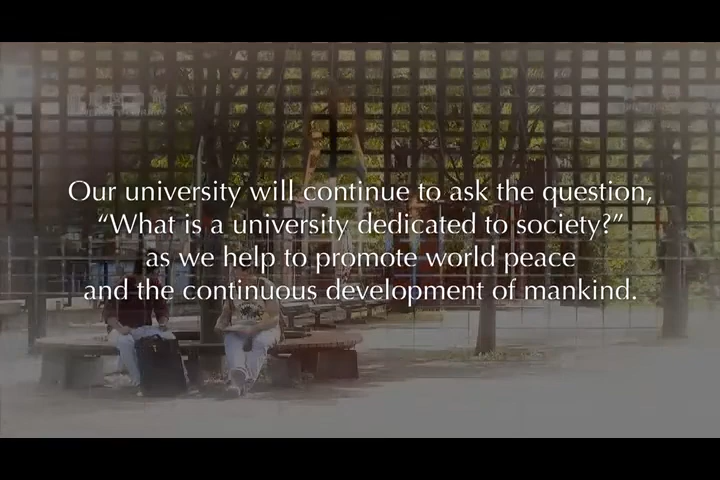 Our university will continue to ask the question,
“What is a university dedicated to society?”
as we help to promote world peace
and the continuous development of mankind.